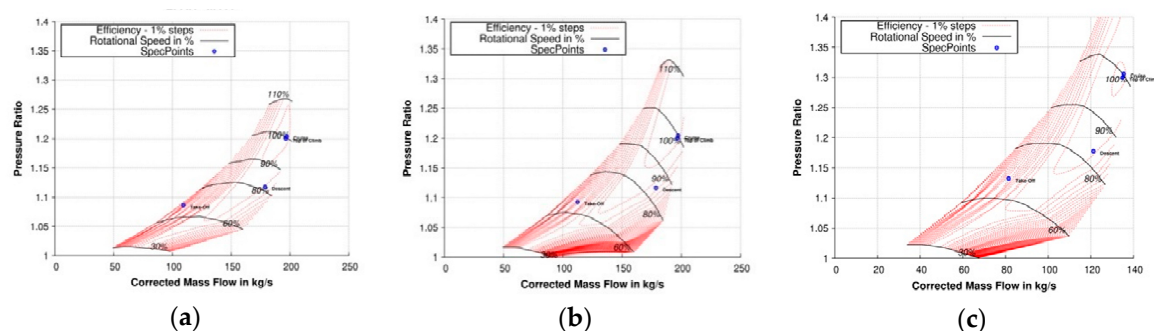 Efficiency - 1% steps
Rotational Speed in %
SpecPoints
Pressure Ratio
1.4
1.35
1.3
1.25
1.2
1.15
1.1
1.05
1
110%
100%
90%
80%
60%
30%
Take-Off
Descent
Top of Climb
0 50 100 150 200 250
Corrected Mass Flow in kg/s
(a)
Efficiency - 1% steps
Rotational Speed in %
SpecPoints
Pressure Ratio
1.4
1.35
1.3
1.25
1.2
1.15
1.1
1.05
1
110%
100%
90%
80%
60%
30%
Take-Off
Descent
Top of Climb
0 50 100 150 200 250
Corrected Mass Flow in kg/s
(b)
Efficiency - 1% steps
Rotational Speed in %
SpecPoints
Pressure Ratio
1.4
1.35
1.3
1.25
1.2
1.15
1.1
1.05
1
100%
90%
80%
60%
30%
Take-Off
Descent
0 20 40 60 80 100 120 140
Corrected Mass Flow in kg/s
(c)